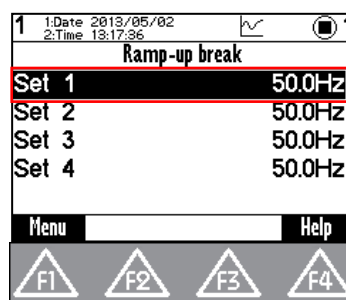 1 1:Date 2013/05/02
2:Time 13:17:36
Ramp-up break
Set 1 50.0Hz
Set 2 50.0Hz
Set 3 50.0Hz
Set 4 50.0Hz
Menu Help
F1 F2 F3 F4